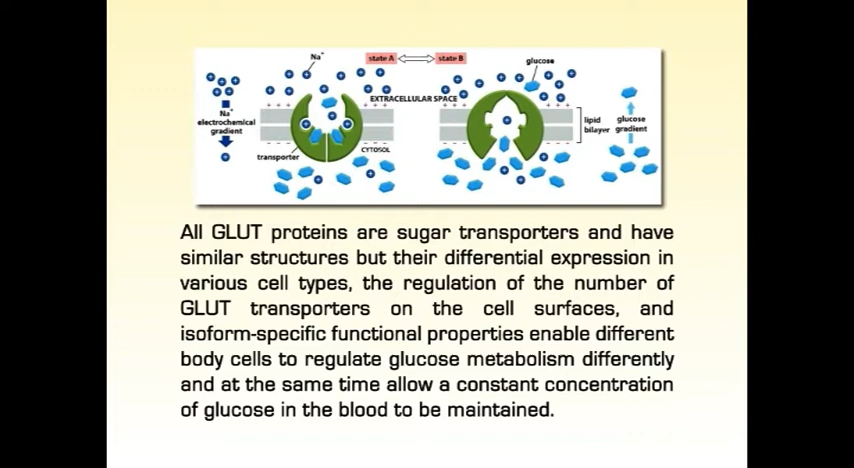 Na+
state A
state B
glucose
EXTRACELLULAR SPACE
Na+
electrochemical
gradient
lipid
bilayer
glucose
gradient
transporter
CYTOSOL
All GLUT proteins are sugar transporters and have
similar structures but their differential expression in
various cell types, the regulation of the number of
GLUT transporters on the cell surfaces, and
isoform-specific functional properties enable different
body cells to regulate glucose metabolism differently
and at the same time allow a constant concentration
of glucose in the blood to be maintained.